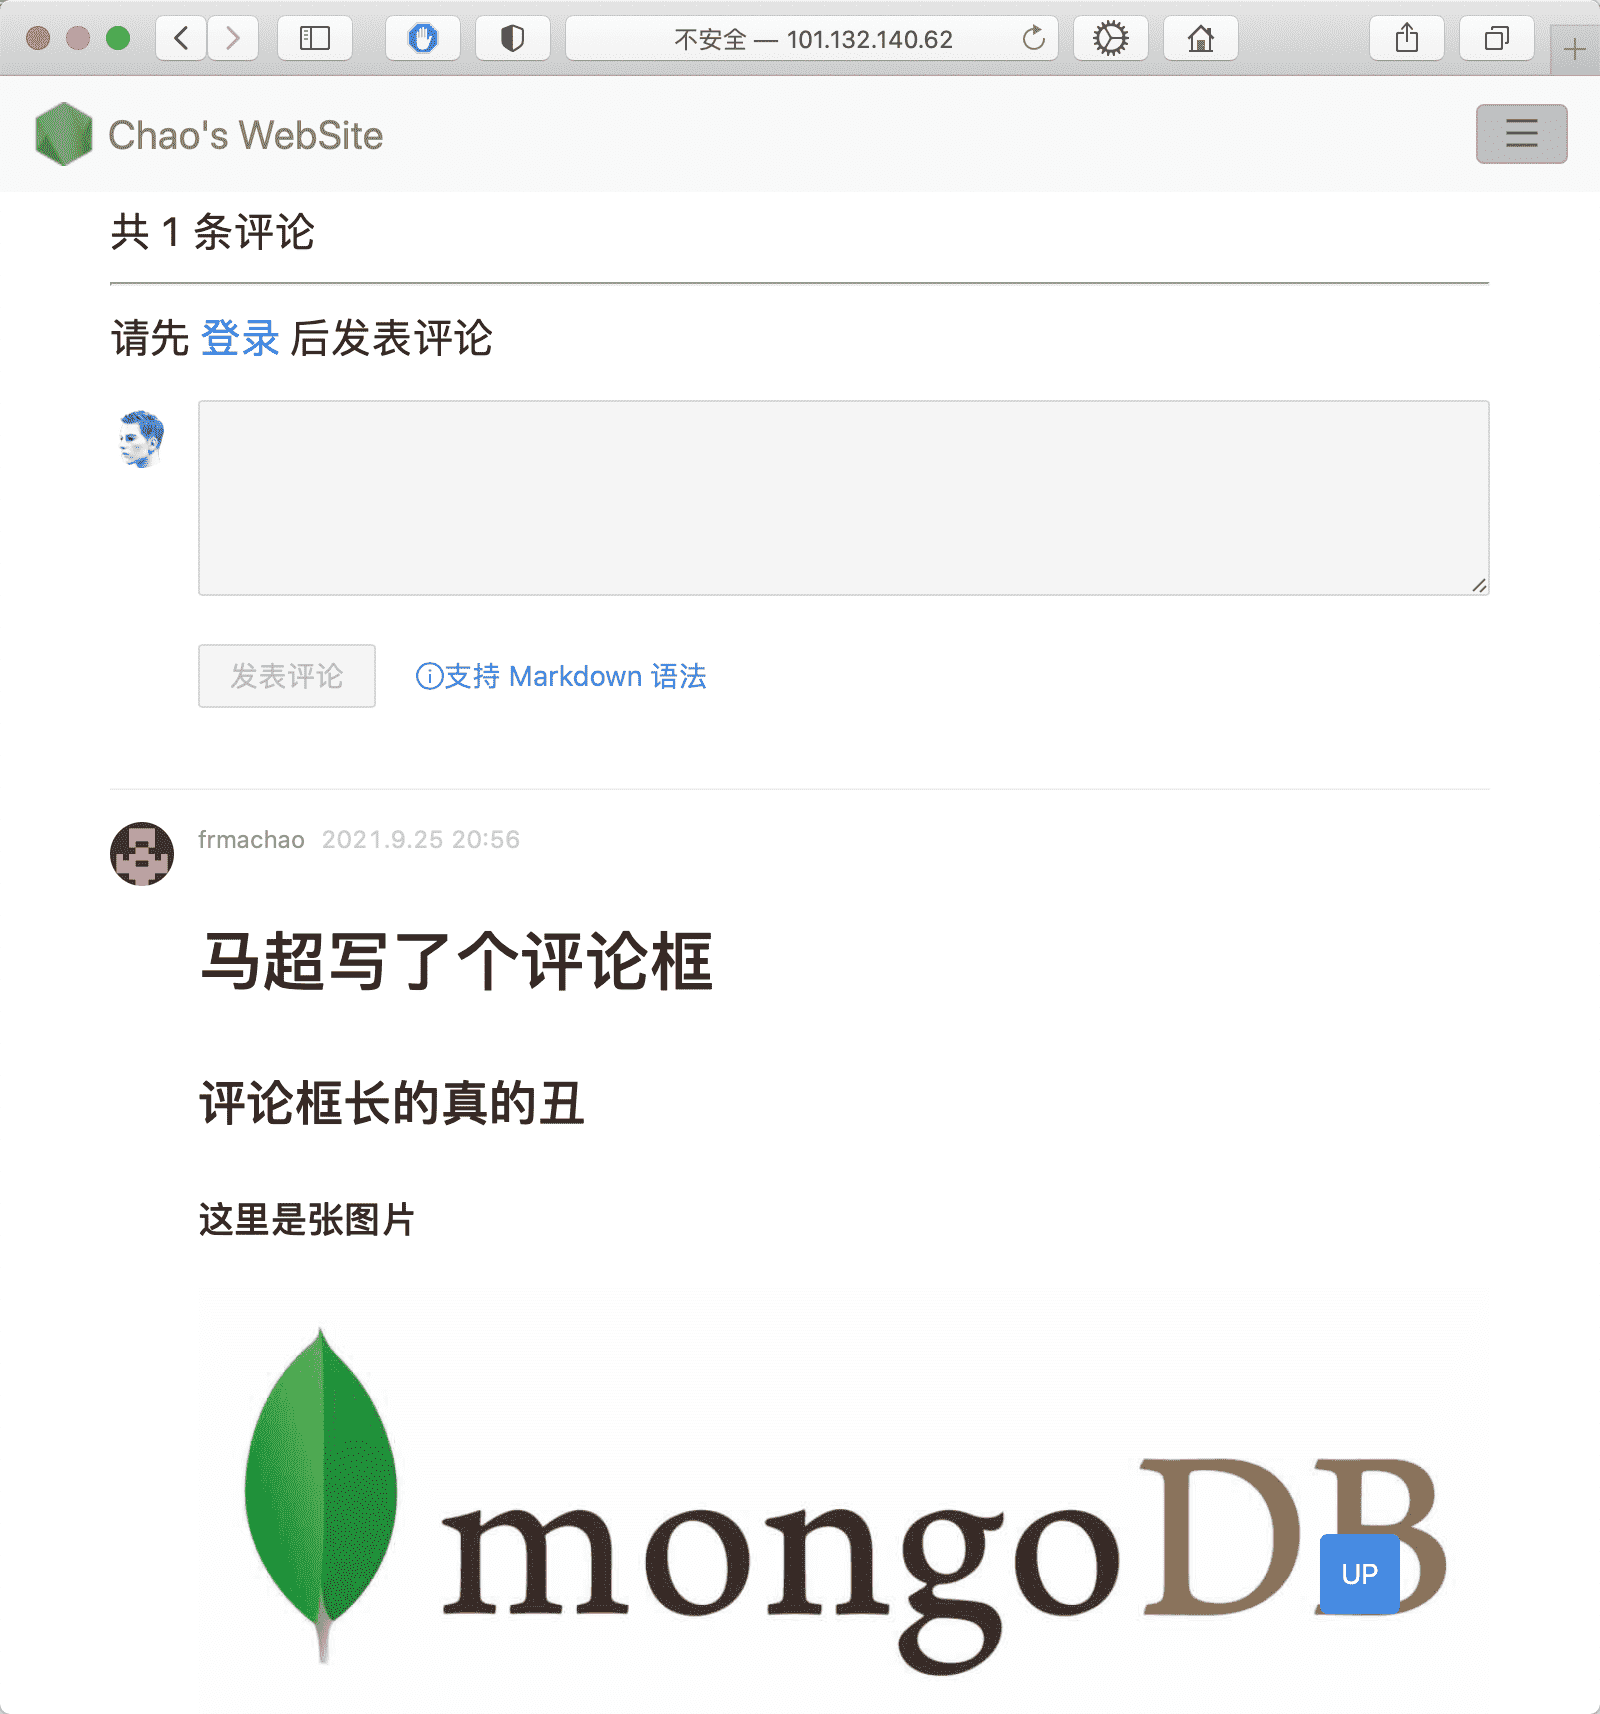 不安全 — 101.132.140.62
Chao's WebSite
共 1 条评论
请先 登录 后发表评论
发表评论 支持 Markdown 语法
frmachao 2021.9.25 20:56
马超写了个评论框
评论框长的真的丑
这里是张图片
mongoDB
UP